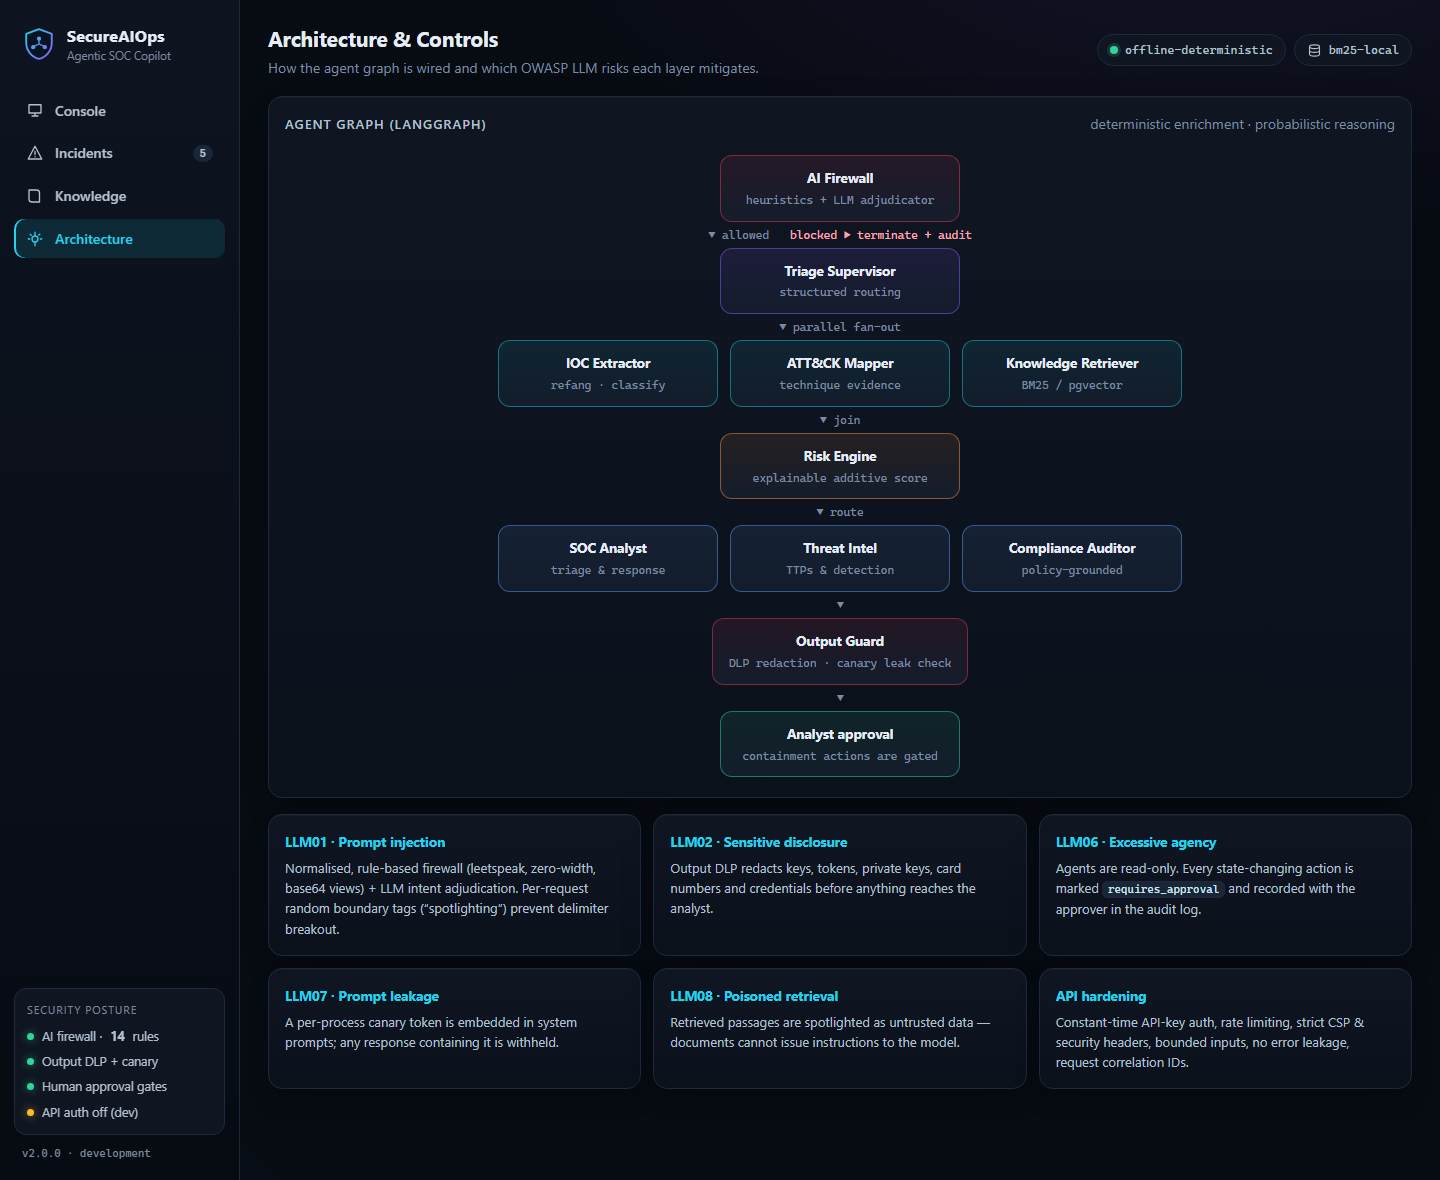 SecureAIOps
Agentic SOC Copilot
Console
Incidents 5
Knowledge
Architecture
SECURITY POSTURE
AI firewall · 14 rules
Output DLP + canary
Human approval gates
API auth off (dev)
v2.0.0 · development
Architecture & Controls
How the agent graph is wired and which OWASP LLM risks each layer mitigates.
offline-deterministic
bm25-local
AGENT GRAPH (LANGGRAPH)
deterministic enrichment · probabilistic reasoning
AI Firewall
heuristics + LLM adjudicator
▼ allowed blocked ▶ terminate + audit
Triage Supervisor
structured routing
▼ parallel fan-out
IOC Extractor
refang · classify
ATT&CK Mapper
technique evidence
Knowledge Retriever
BM25 / pgvector
▼ join
Risk Engine
explainable additive score
▼ route
SOC Analyst
triage & response
Threat Intel
TTPs & detection
Compliance Auditor
policy-grounded
▼
Output Guard
DLP redaction · canary leak check
▼
Analyst approval
containment actions are gated
LLM01 · Prompt injection
Normalised, rule-based firewall (leetspeak, zero-width,
base64 views) + LLM intent adjudication. Per-request
random boundary tags (“spotlighting”) prevent delimiter
breakout.
LLM02 · Sensitive disclosure
Output DLP redacts keys, tokens, private keys, card
numbers and credentials before anything reaches the
analyst.
LLM06 · Excessive agency
Agents are read-only. Every state-changing action is
marked requires_approval and recorded with the
approver in the audit log.
LLM07 · Prompt leakage
A per-process canary token is embedded in system
prompts; any response containing it is withheld.
LLM08 · Poisoned retrieval
Retrieved passages are spotlighted as untrusted data —
documents cannot issue instructions to the model.
API hardening
Constant-time API-key auth, rate limiting, strict CSP &
security headers, bounded inputs, no error leakage,
request correlation IDs.